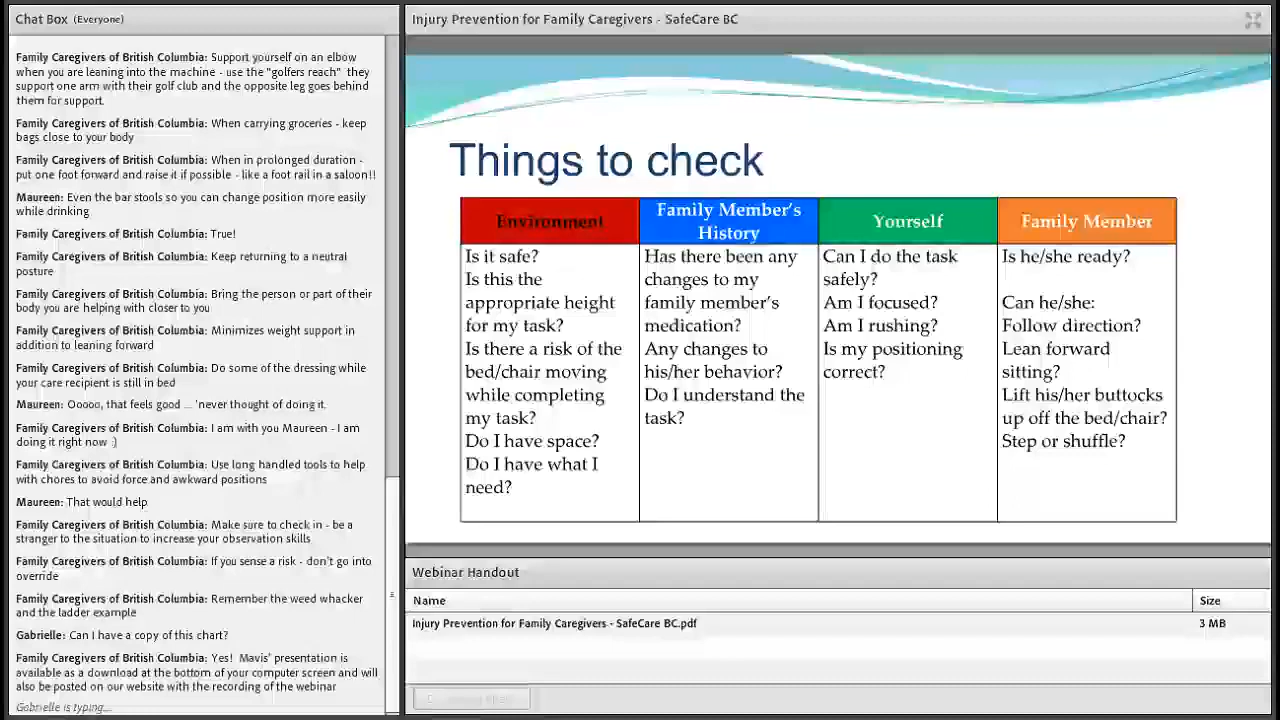 Chat Box (Everyone)
Family Caregivers of British Columbia: Support yourself on an elbow
when you are leaning into the machine - use the "golfers reach" they
support one arm with their golf club and the opposite leg goes behind
them for support.
Family Caregivers of British Columbia: When carrying groceries - keep
bags close to your body
Family Caregivers of British Columbia: When in prolonged duration -
put one foot forward and raise it if possible - like a foot rail in a saloon!!
Maureen: Even the bar stools so you can change position more easily
while drinking
Family Caregivers of British Columbia: True!
Family Caregivers of British Columbia: Keep returning to a neutral
posture
Family Caregivers of British Columbia: Bring the person or part of their
body you are helping with closer to you
Family Caregivers of British Columbia: Minimizes weight support in
addition to leaning forward
Family Caregivers of British Columbia: Do some of the dressing while
your care recipient is still in bed
Maureen: Ooooo, that feels good ... 'never thought of doing it.
Family Caregivers of British Columbia: I am with you Maureen - I am
doing it right now :)
Family Caregivers of British Columbia: Use long handled tools to help
with chores to avoid force and awkward positions
Maureen: That would help
Family Caregivers of British Columbia: Make sure to check in - be a
stranger to the situation to increase your observation skills
Family Caregivers of British Columbia: If you sense a risk - don't go into
override
Family Caregivers of British Columbia: Remember the weed whacker
and the ladder example
Gabrielle: Can I have a copy of this chart?
Family Caregivers of British Columbia: Yes! Mavis' presentation is
available as a download at the bottom of your computer screen and will
also be posted on our website with the recording of the webinar
Gabrielle is typing...
Injury Prevention for Family Caregivers - SafeCare BC
Things to check
Environment
Is it safe?
Is this the
appropriate height
for my task?
Is there a risk of the
bed/chair moving
while completing
my task?
Do I have space?
Do I have what I
need?
Family Member's
History
Has there been any
changes to my
family member's
medication?
Any changes to
his/her behavior?
Do I understand the
task?
Yourself
Can I do the task
safely?
Am I focused?
Am I rushing?
Is my positioning
correct?
Family Member
Is he/she ready?
Can he/she:
Follow direction?
Lean forward
sitting?
Lift his/her buttocks
up off the bed/chair?
Step or shuffle?
Webinar Handout
Name Size
Injury Prevention for Family Caregivers - SafeCare BC.pdf 3 MB